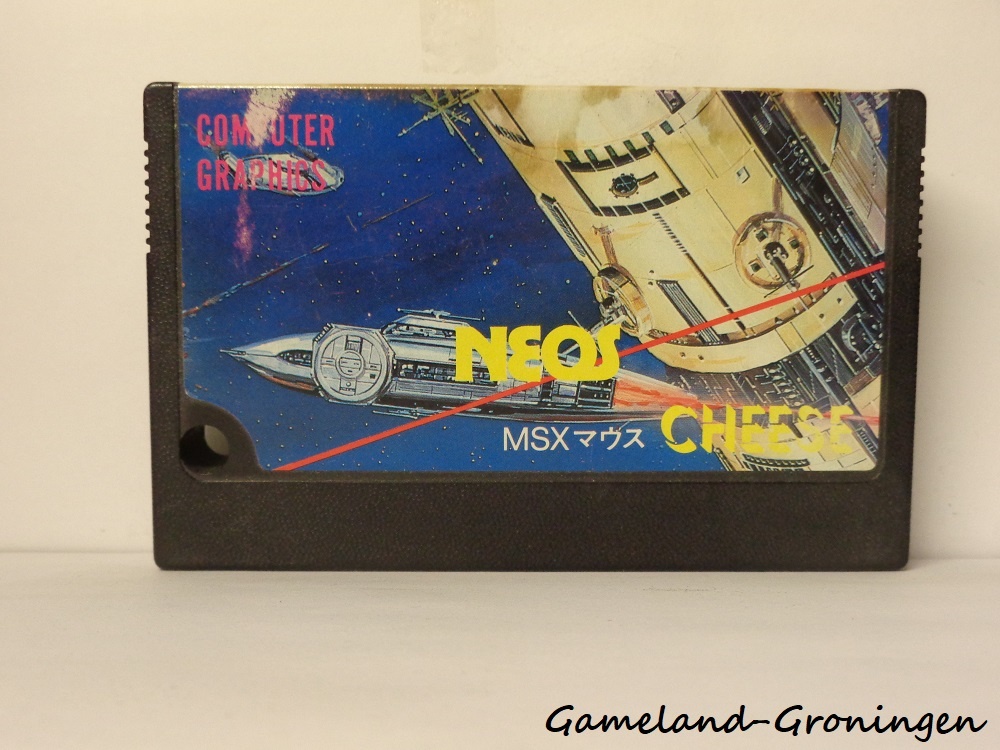 COMPUTER
GRAPHICS
NEOS
MSXマウス CHEESE
Gameland-Groningen